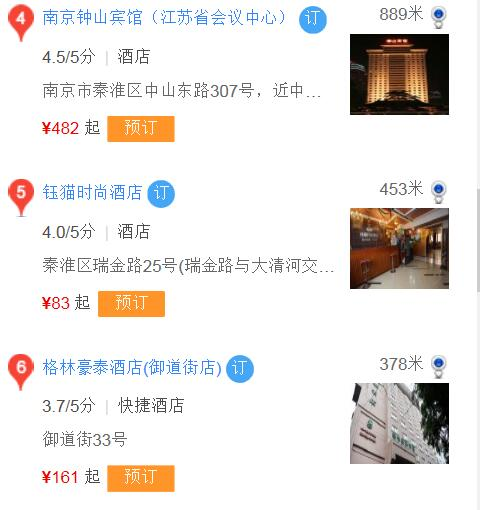 4 南京钟山宾馆（江苏省会议中心） 订 889米
4.5/5分 | 酒店
南京市秦淮区中山东路307号，近中...
¥482 起 预订
5 钰猫时尚酒店 订 453米
4.0/5分 | 酒店
秦淮区瑞金路25号(瑞金路与大清河交...
¥83 起 预订
6 格林豪泰酒店(御道街店) 订 378米
3.7/5分 | 快捷酒店
御道街33号
¥161 起 预订